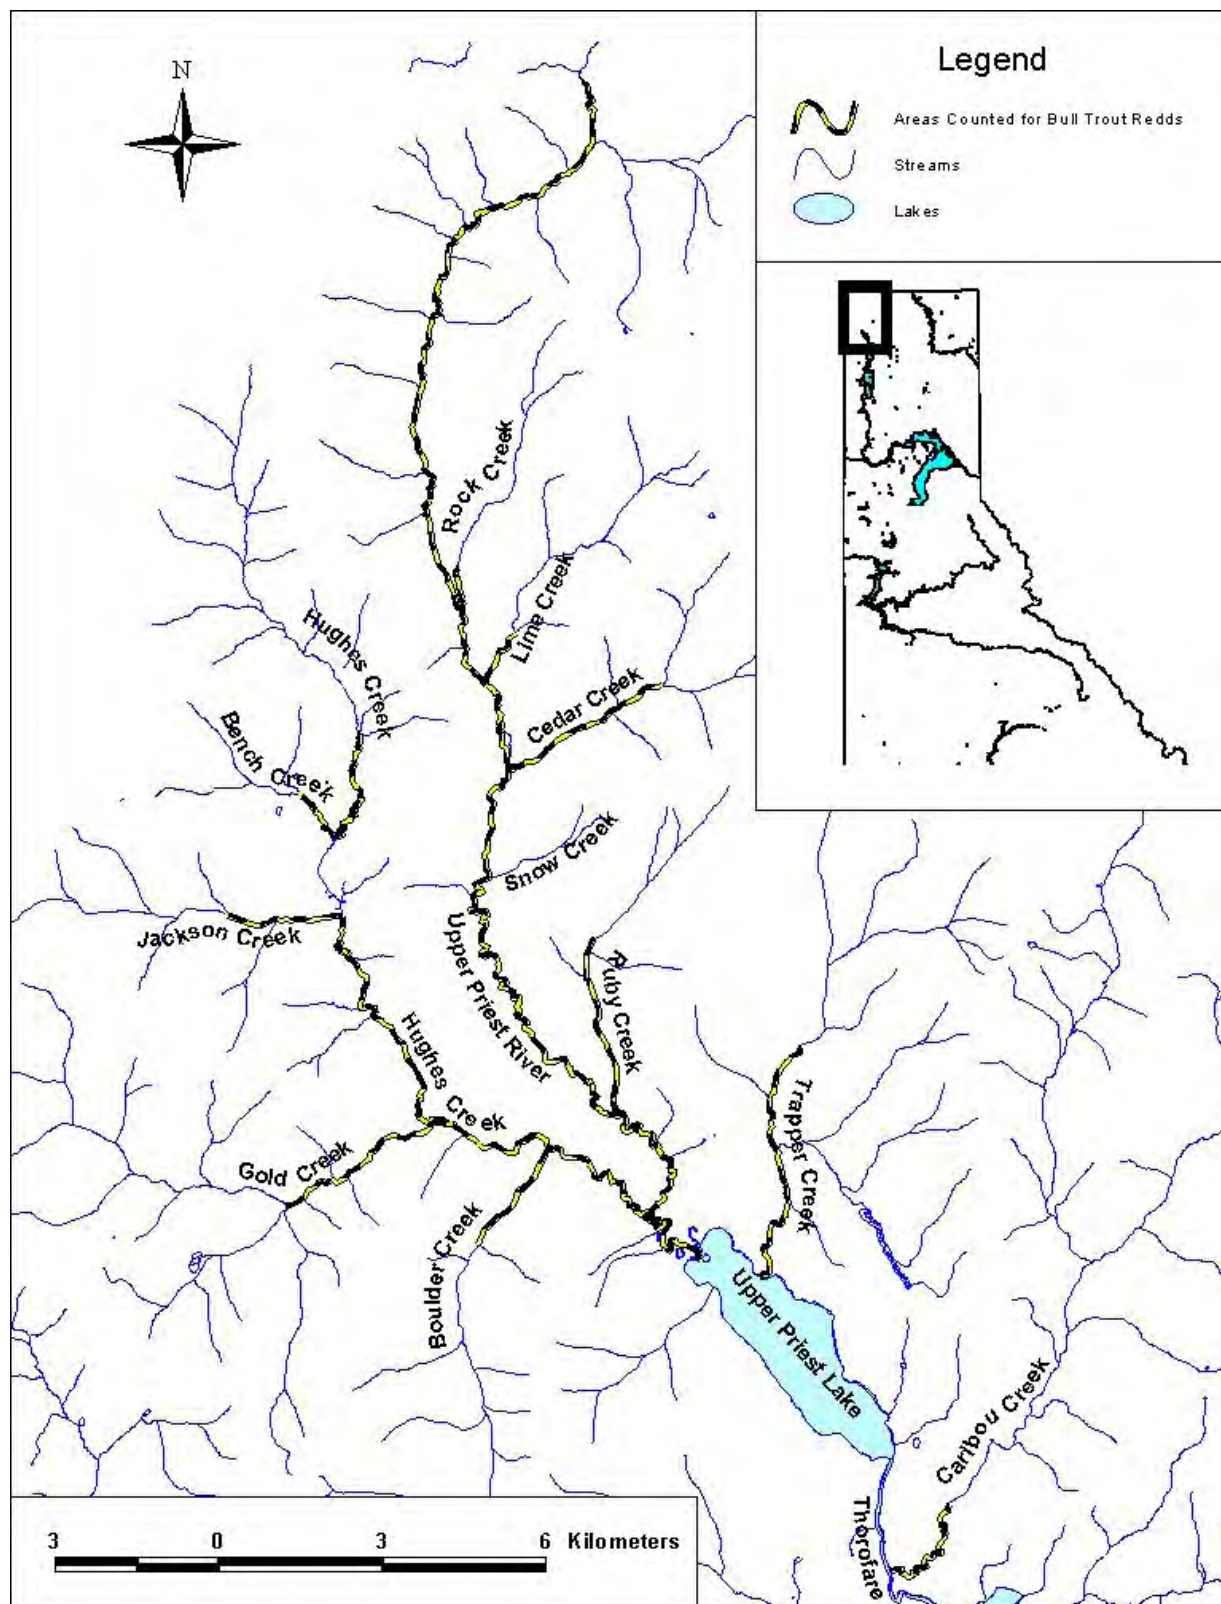 N
Legend
Areas Counted for Bull Trout Redds
Streams
Lakes
Rock Creek
Lime Creek
Hughes Creek
Cedar Creek
Bench Creek
Snow Creek
Jackson Creek
Upper Priest River
Ruby Creek
Hughes Creek
Trapper Creek
Gold Creek
Boulder Creek
Upper Priest Lake
Caribou Creek
Thorofare
3 0 3 6 Kilometers